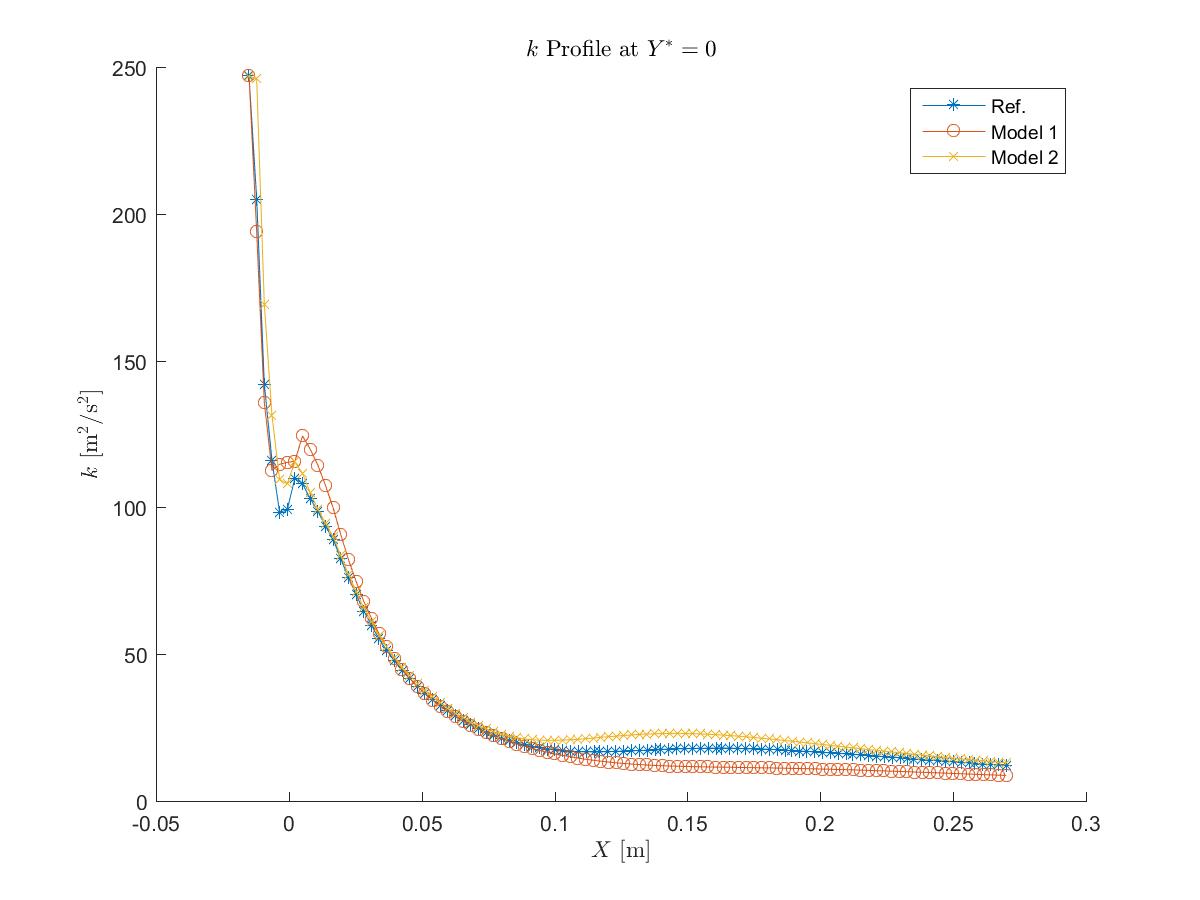 k Profile at Y* = 0
250
200
150
100
50
0
k [m²/s²]
-0.05 0 0.05 0.1 0.15 0.2 0.25 0.3
X [m]
Ref.
Model 1
Model 2